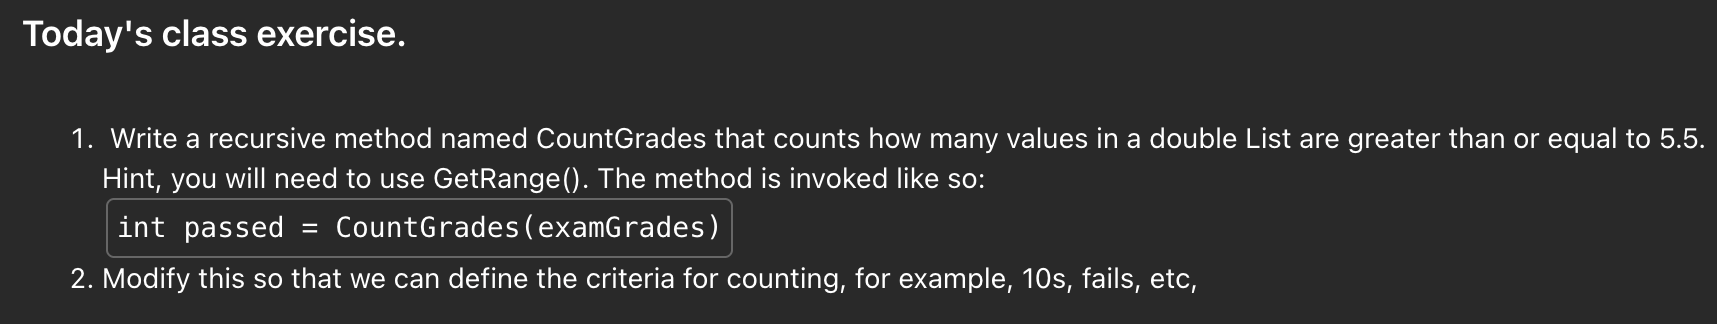 Today's class exercise.
1. Write a recursive method named CountGrades that counts how many values in a double List are greater than or equal to 5.5.
Hint, you will need to use GetRange(). The method is invoked like so:
int passed = CountGrades(examGrades)
2. Modify this so that we can define the criteria for counting, for example, 10s, fails, etc,